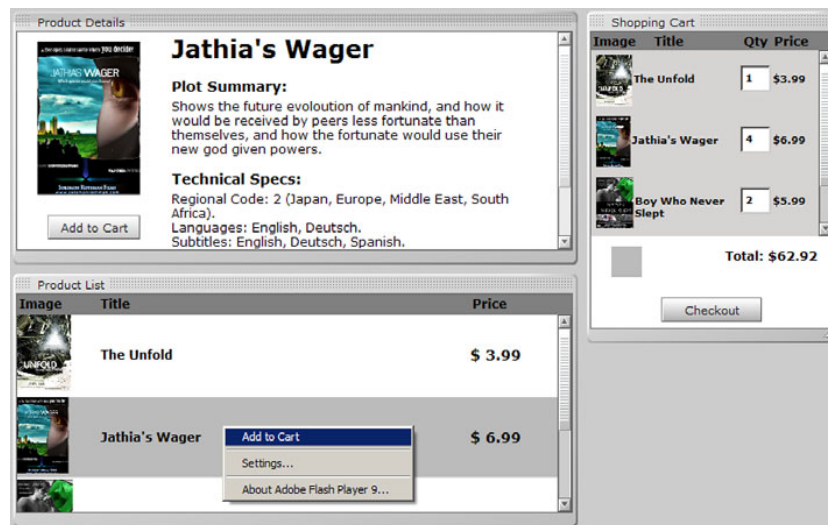 Product Details
YOU decide!
JATHIAS WAGER
Add to Cart
Jathia's Wager
Plot Summary:
Shows the future evoloution of mankind, and how it
would be received by peers less fortunate than
themselves, and how the fortunate would use their
new god given powers.
Technical Specs:
Regional Code: 2 (Japan, Europe, Middle East, South
Africa).
Languages: English, Deutsch.
Subtitles: English, Deutsch, Spanish.
Product List
Image Title Price
UNFOLD
The Unfold $ 3.99
Jathia's Wager $ 6.99
Add to Cart
Settings...
About Adobe Flash Player 9...
Shopping Cart
Image Title Qty Price
The Unfold 1 $3.99
Jathia's Wager 4 $6.99
Boy Who Never
Slept 2 $5.99
Total: $62.92
Checkout